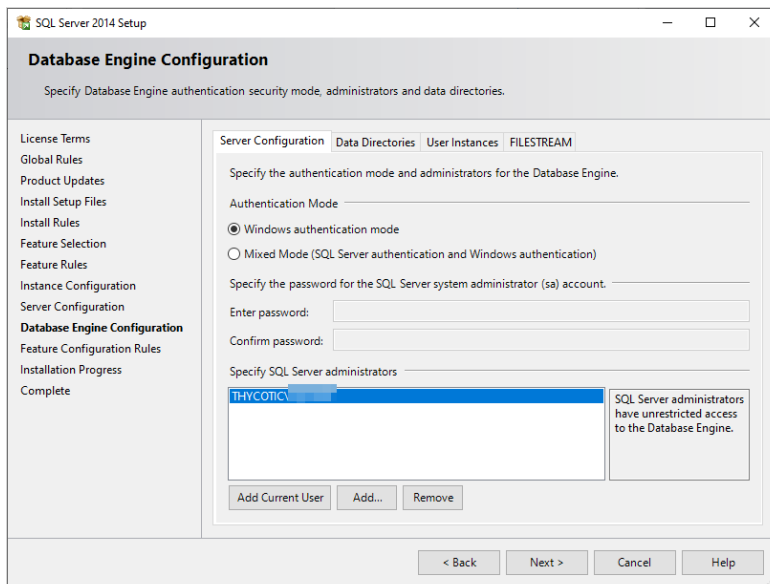 SQL Server 2014 Setup
Database Engine Configuration
Specify Database Engine authentication security mode, administrators and data directories.
License Terms
Global Rules
Product Updates
Install Setup Files
Install Rules
Feature Selection
Feature Rules
Instance Configuration
Server Configuration
Database Engine Configuration
Feature Configuration Rules
Installation Progress
Complete
Server Configuration Data Directories User Instances FILESTREAM
Specify the authentication mode and administrators for the Database Engine.
Authentication Mode
Windows authentication mode
Mixed Mode (SQL Server authentication and Windows authentication)
Specify the password for the SQL Server system administrator (sa) account.
Enter password:
Confirm password:
Specify SQL Server administrators
THYCOTIC\
SQL Server administrators
have unrestricted access
to the Database Engine.
Add Current User Add... Remove
< Back Next > Cancel Help